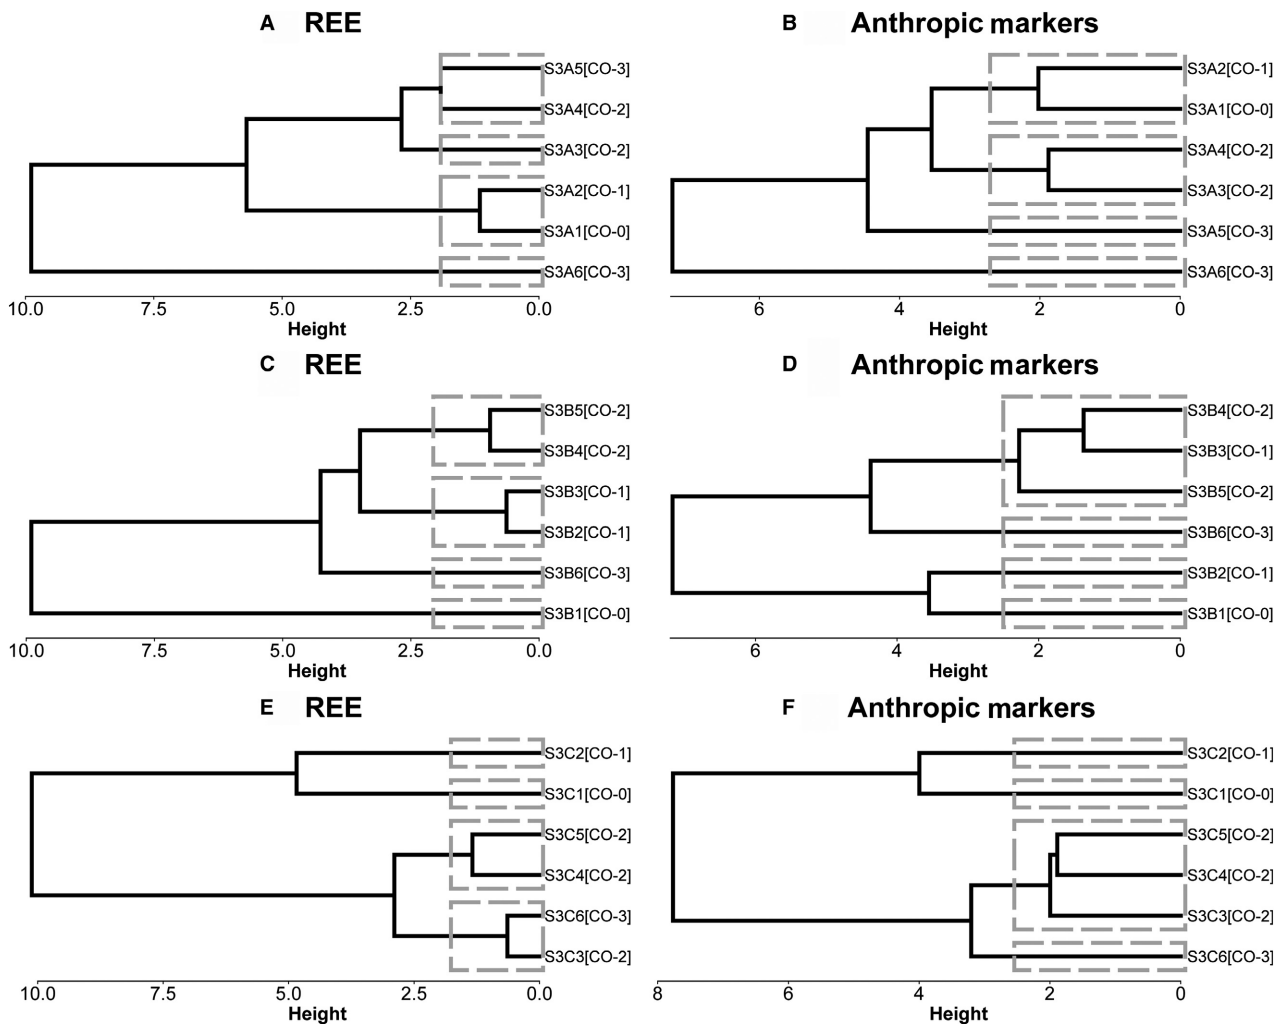 A REE
S3A5[CO-3]
S3A4[CO-2]
S3A3[CO-2]
S3A2[CO-1]
S3A1[CO-0]
S3A6[CO-3]
10.0 7.5 5.0 2.5 0.0
Height
B Anthropic markers
S3A2[CO-1]
S3A1[CO-0]
S3A4[CO-2]
S3A3[CO-2]
S3A5[CO-3]
S3A6[CO-3]
6 4 2 0
Height
C REE
S3B5[CO-2]
S3B4[CO-2]
S3B3[CO-1]
S3B2[CO-1]
S3B6[CO-3]
S3B1[CO-0]
10.0 7.5 5.0 2.5 0.0
Height
D Anthropic markers
S3B4[CO-2]
S3B3[CO-1]
S3B5[CO-2]
S3B6[CO-3]
S3B2[CO-1]
S3B1[CO-0]
6 4 2 0
Height
E REE
S3C2[CO-1]
S3C1[CO-0]
S3C5[CO-2]
S3C4[CO-2]
S3C6[CO-3]
S3C3[CO-2]
10.0 7.5 5.0 2.5 0.0
Height
F Anthropic markers
S3C2[CO-1]
S3C1[CO-0]
S3C5[CO-2]
S3C4[CO-2]
S3C3[CO-2]
S3C6[CO-3]
8 6 4 2 0
Height